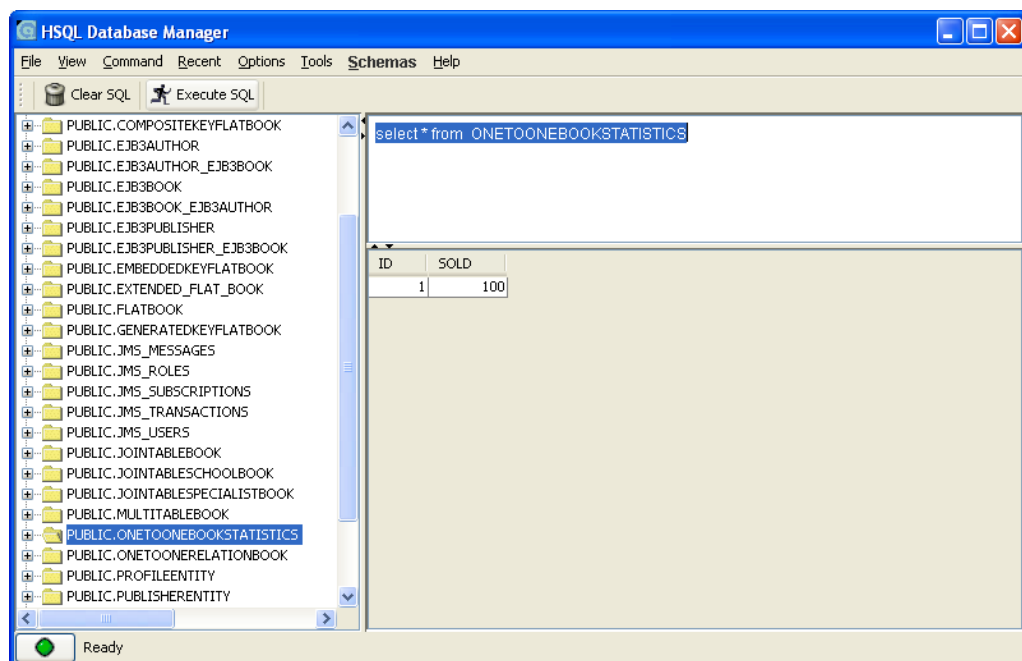 HSQL Database Manager
File View Command Recent Options Tools Schemas Help
Clear SQL Execute SQL
PUBLIC.COMPOSITEKEYFLATBOOK
PUBLIC.EJB3AUTHOR
PUBLIC.EJB3AUTHOR_EJB3BOOK
PUBLIC.EJB3BOOK
PUBLIC.EJB3BOOK_EJB3AUTHOR
PUBLIC.EJB3PUBLISHER
PUBLIC.EJB3PUBLISHER_EJB3BOOK
PUBLIC.EMBEDDEDKEYFLATBOOK
PUBLIC.EXTENDED_FLAT_BOOK
PUBLIC.FLATBOOK
PUBLIC.GENERATEDKEYFLATBOOK
PUBLIC.JMS_MESSAGES
PUBLIC.JMS_ROLES
PUBLIC.JMS_SUBSCRIPTIONS
PUBLIC.JMS_TRANSACTIONS
PUBLIC.JMS_USERS
PUBLIC.JOINTABLEBOOK
PUBLIC.JOINTABLESCHOOLBOOK
PUBLIC.JOINTABLESPECIALISTBOOK
PUBLIC.MULTITABLEBOOK
PUBLIC.ONETOONEBOOKSTATISTICS
PUBLIC.ONETOONERELATIONBOOK
PUBLIC.PROFILEENTITY
PUBLIC.PUBLISHERENTITY
select * from ONETOONEBOOKSTATISTICS
ID SOLD
1 100
Ready